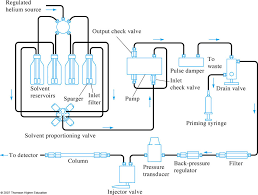 Regulated
helium source
Output check valve
To
waste
Pulse damper
Drain valve
Inlet
check valve
Pump
Solvent
reservoirs
Inlet
filter
Sparger
Priming syringe
Solvent proportioning valve
To detector
Column
Pressure
transducer
Back-pressure
regulator
Filter
Injection valve
© 2007 Thomson Higher Education